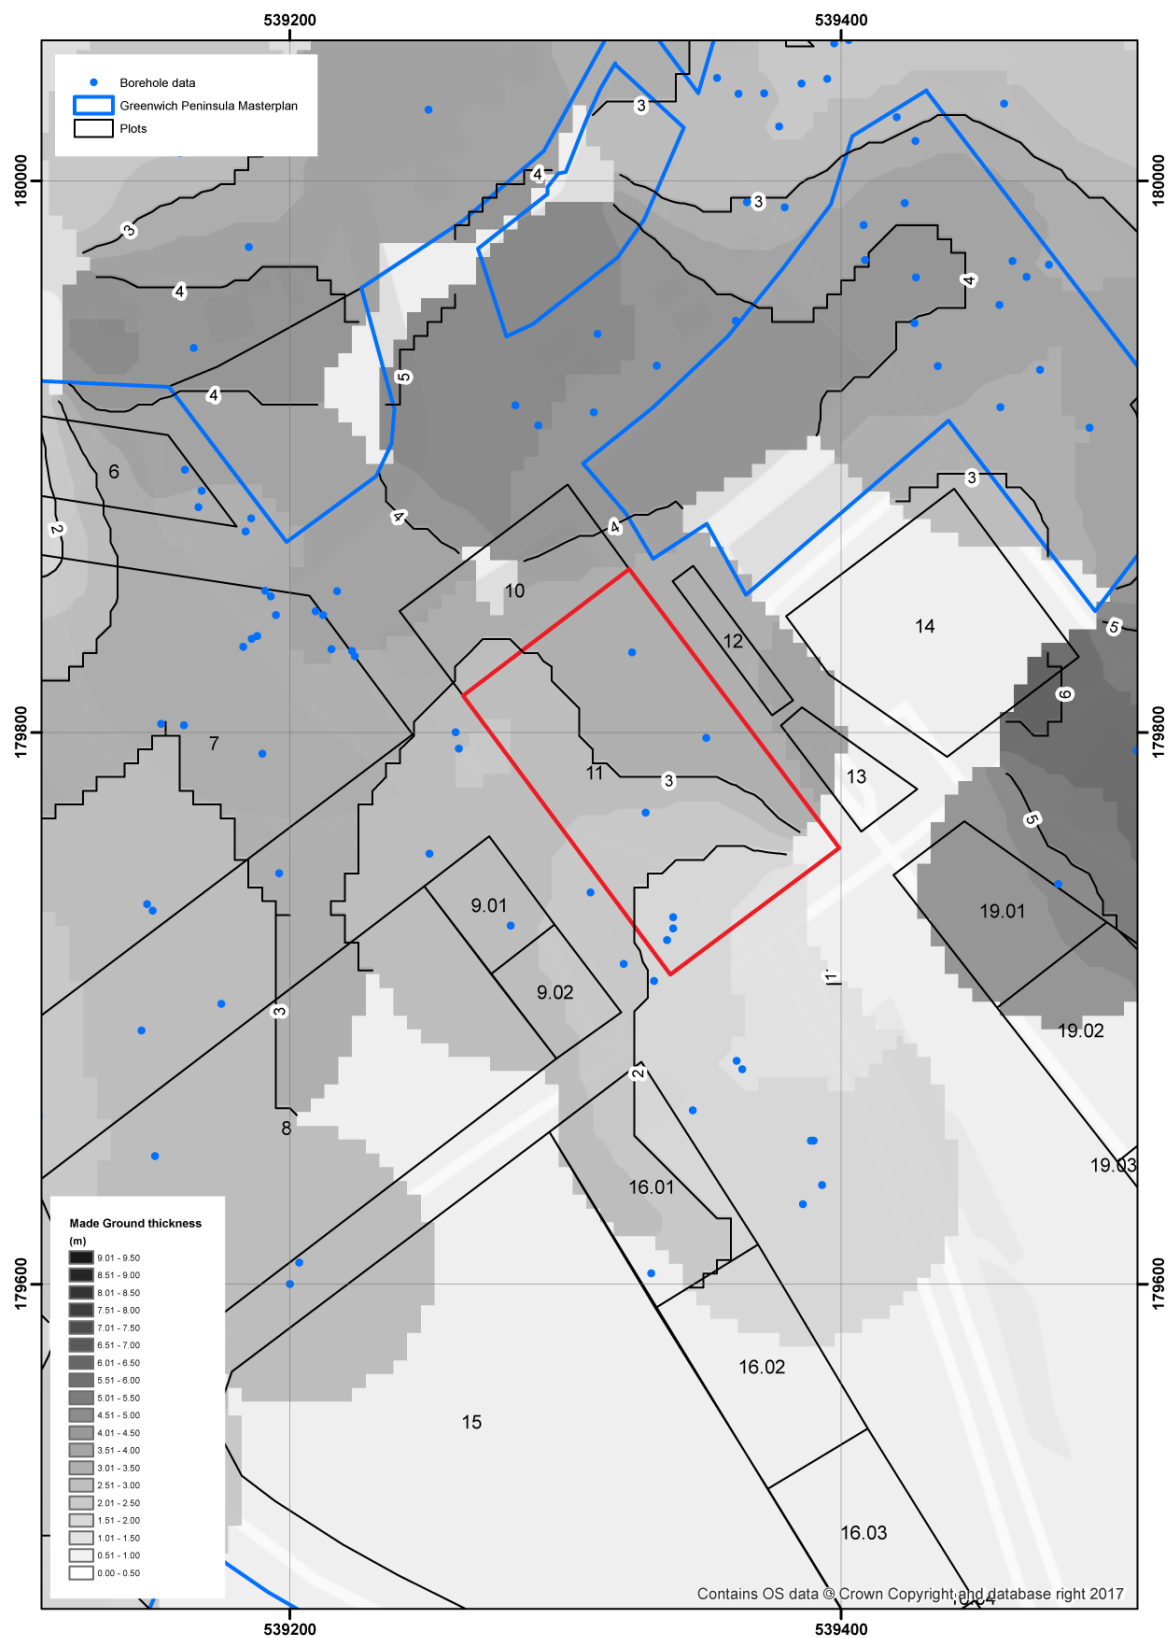 539200
539400
Borehole data
Greenwich Peninsula Masterplan
Plots
3
4
3
180000
180000
3
3
4
4
4
5
4
6
3
2
4
4
10
14
5
12
6
179800
179800
7
13
11
3
5
9.01
19.01
9.02
11
3
19.02
2
8
19.03
16.01
Made Ground thickness
(m)
9.01 - 9.50
8.51 - 9.00
8.01 - 8.50
7.51 - 8.00
7.01 - 7.50
6.51 - 7.00
6.01 - 6.50
5.51 - 6.00
5.01 - 5.50
4.51 - 5.00
4.01 - 4.50
3.51 - 4.00
3.01 - 3.50
2.51 - 3.00
2.01 - 2.50
1.51 - 2.00
1.01 - 1.50
0.51 - 1.00
0.00 - 0.50
179600
179600
16.02
15
16.03
Contains OS data © Crown Copyright and database right 2017
539200
539400